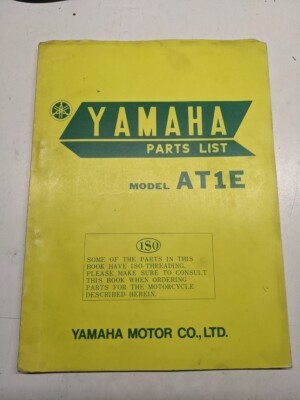 YAMAHA
PARTS LIST
MODEL AT1E
ISO
SOME OF THE PARTS IN THIS
BOOK HAVE ISO THREADING,
PLEASE MAKE SURE TO CONSULT
THIS BOOK WHEN ORDERING
PARTS FOR THE MOTORCYCLE
DESCRIBED HEREIN.
YAMAHA MOTOR CO., LTD.